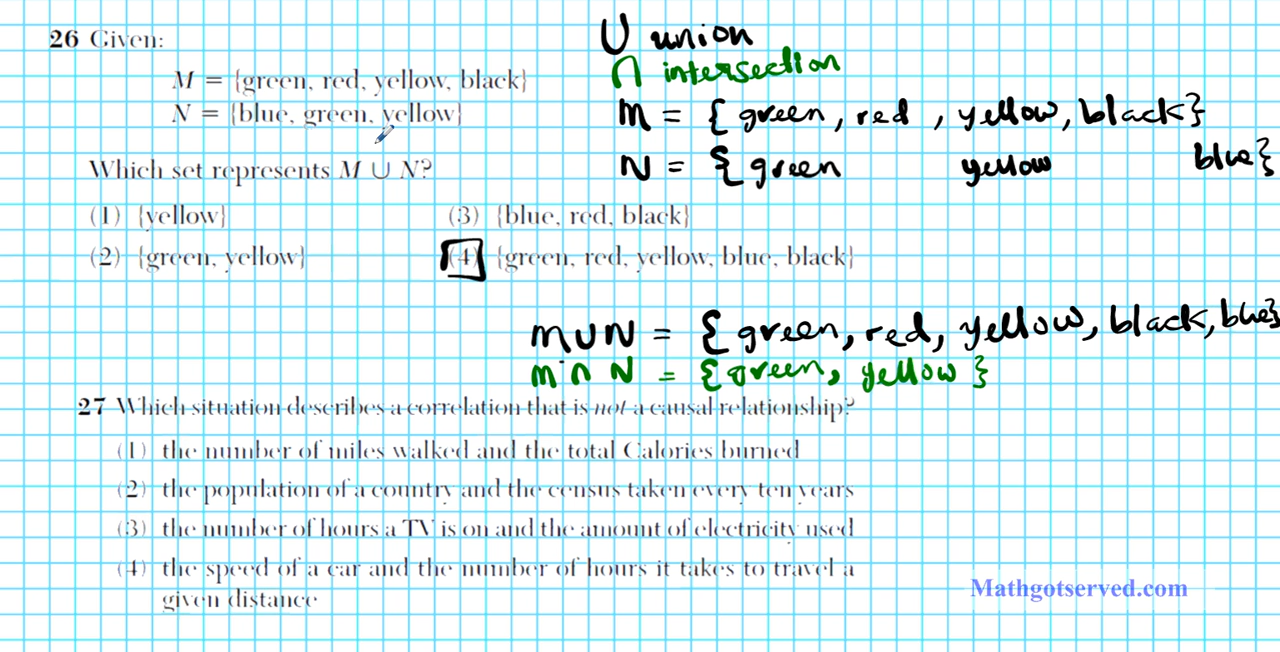 26 Given:
M = {green, red, yellow, black}
N = {blue, green, yellow}
Which set represents M ∪ N?
(1) {yellow}
(2) {green, yellow}
(3) {blue, red, black}
(4) {green, red, yellow, blue, black}
U union
∩ intersection
M = { green, red , yellow, black}
N = { green yellow blue}
M U N = { green, red, yellow, black, blue}
M ∩ N = { green, yellow }
27 Which situation describes a correlation that is not a causal relationship?
(1) the number of miles walked and the total Calories burned
(2) the population of a country and the census taken every ten years
(3) the number of hours a TV is on and the amount of electricity used
(4) the speed of a car and the number of hours it takes to travel a
given distance
Mathgotserved.com